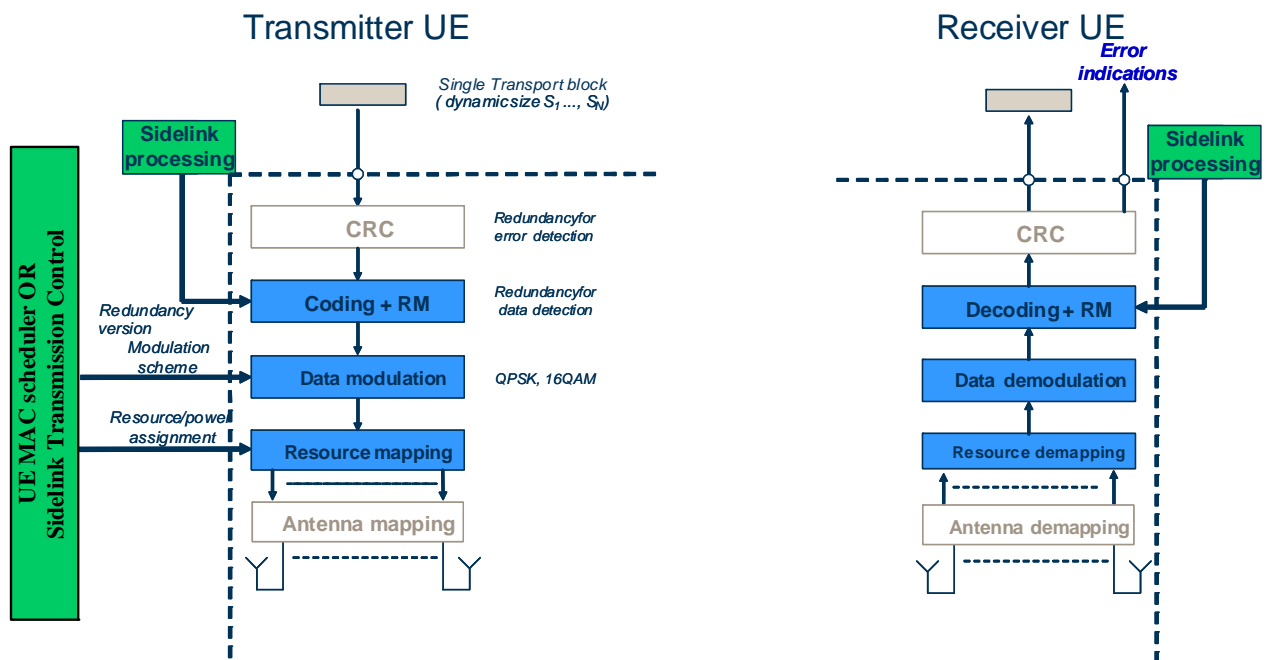 Transmitter UE
Receiver UE
Error
indications
Single Transport block
( dynamicsize S1 ..., SN)
Sidelink
processing
Sidelink
processing
CRC
Redundancyfor
error detection
CRC
UE MAC scheduler OR
Sidelink Transmission Control
Coding + RM
Redundancyfor
data detection
Decoding + RM
Redundancy
version
Modulation
scheme
Data modulation
QPSK, 16QAM
Data demodulation
Resource/power
assignment
Resource mapping
Resource demapping
Antenna mapping
Antenna demapping